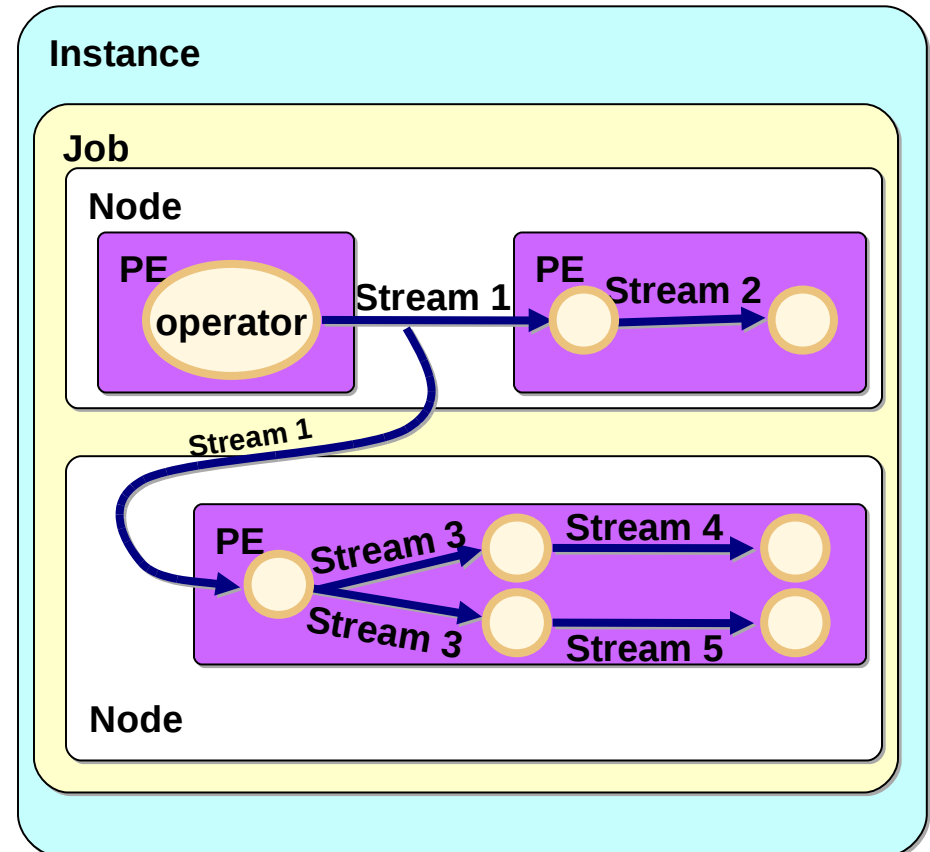 Instance
Job
Node
PE
operator
Stream 1
PE
Stream 2
Stream 1
PE
Stream 3
Stream 4
Stream 3
Stream 5
Node